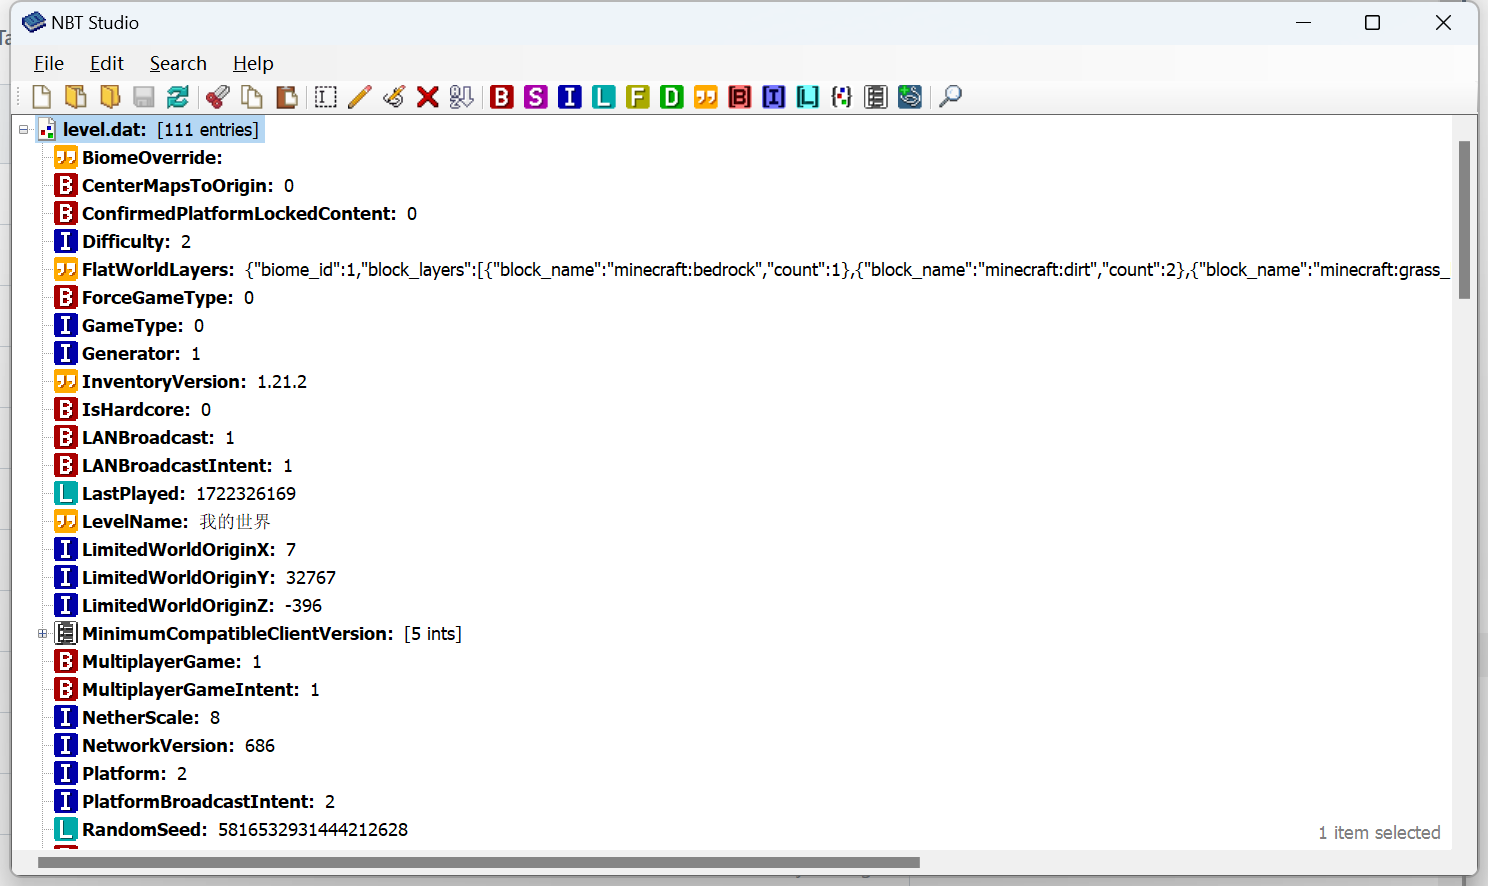 NBT Studio
File Edit Search Help
level.dat: [111 entries]
BiomeOverride:
CenterMapsToOrigin: 0
ConfirmedPlatformLockedContent: 0
Difficulty: 2
FlatWorldLayers: {"biome_id":1,"block_layers":[{"block_name":"minecraft:bedrock","count":1},{"block_name":"minecraft:dirt","count":2},{"block_name":"minecraft:grass_
ForceGameType: 0
GameType: 0
Generator: 1
InventoryVersion: 1.21.2
IsHardcore: 0
LANBroadcast: 1
LANBroadcastIntent: 1
LastPlayed: 1722326169
LevelName: 我的世界
LimitedWorldOriginX: 7
LimitedWorldOriginY: 32767
LimitedWorldOriginZ: -396
MinimumCompatibleClientVersion: [5 ints]
MultiplayerGame: 1
MultiplayerGameIntent: 1
NetherScale: 8
NetworkVersion: 686
Platform: 2
PlatformBroadcastIntent: 2
RandomSeed: 5816532931444212628
1 item selected